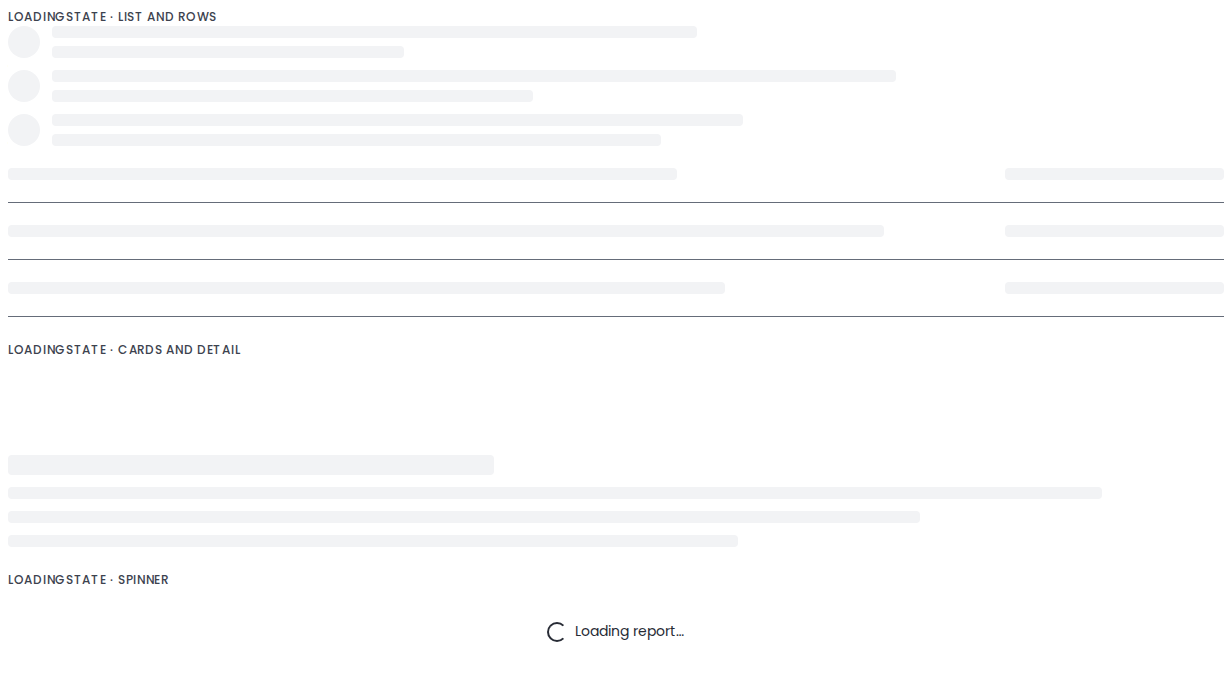 LOADINGSTATE · LIST AND ROWS
LOADINGSTATE · CARDS AND DETAIL
LOADINGSTATE · SPINNER
Loading report…